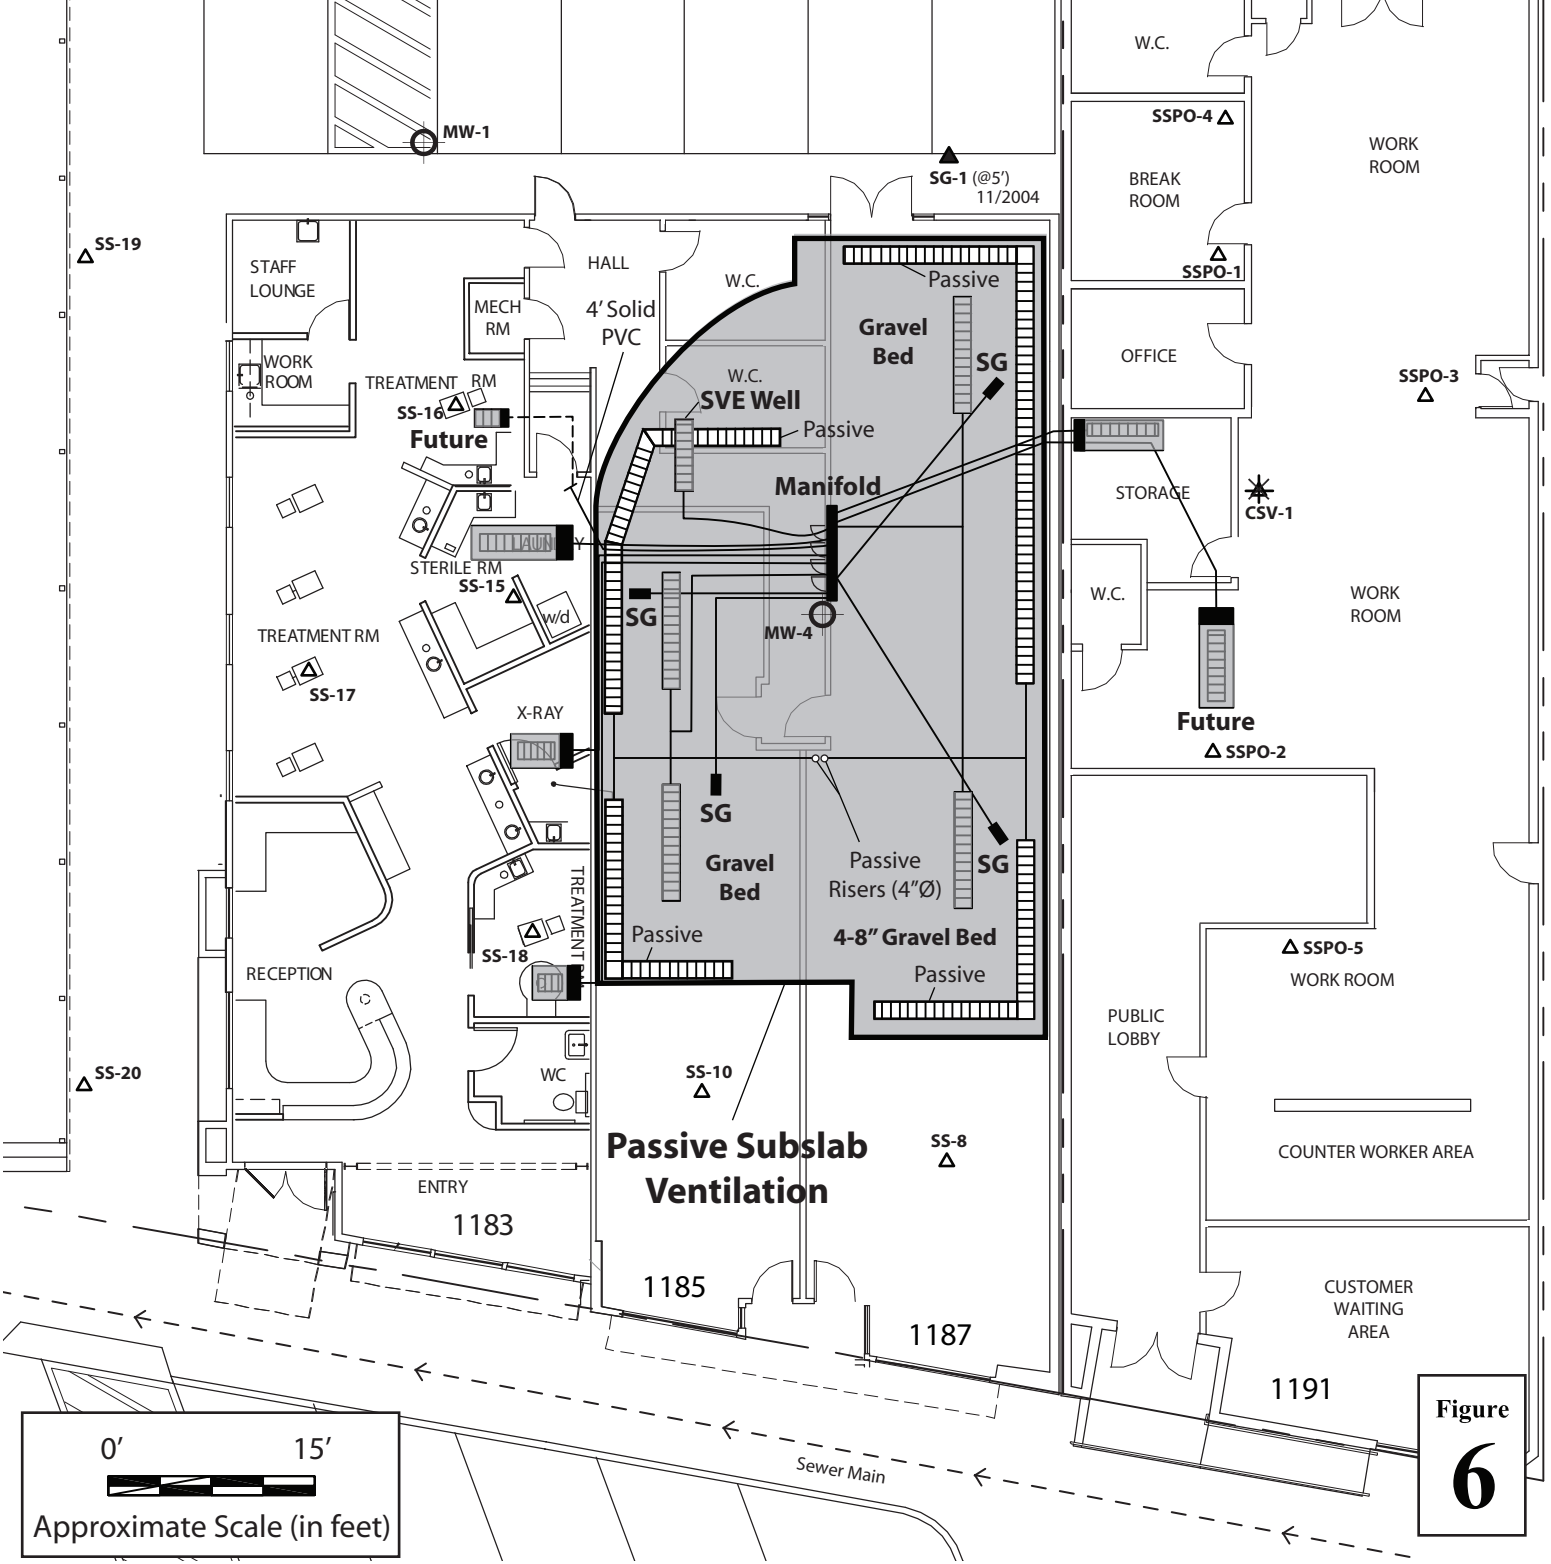 W.C.
SSPO-4
MW-1
WORK
ROOM
SG-1 (@5’)
11/2004
BREAK
ROOM
SS-19
SSPO-1
STAFF
LOUNGE
HALL
W.C.
Passive
MECH
RM
4’ Solid
PVC
Gravel
Bed
OFFICE
WORK
ROOM
TREATMENT RM
W.C.
SG
SSPO-3
SS-16
SVE Well
Future
Passive
Manifold
STORAGE
CSV-1
LAUNDRY
STERILE RM
SS-15
W.C.
WORK
ROOM
w/d
SG
MW-4
TREATMENT RM
SS-17
X-RAY
Future
SSPO-2
SG
Gravel
Bed
Passive
Risers (4”Ø)
SG
TREATMENT RM
Passive
4-8” Gravel Bed
SS-18
SSPO-5
RECEPTION
Passive
WORK ROOM
PUBLIC
LOBBY
SS-20
WC
SS-10
Passive Subslab
Ventilation
SS-8
COUNTER WORKER AREA
ENTRY
1183
1185
1187
CUSTOMER
WAITING
AREA
1191
Figure
6
0’ 15’
Approximate Scale (in feet)
Sewer Main